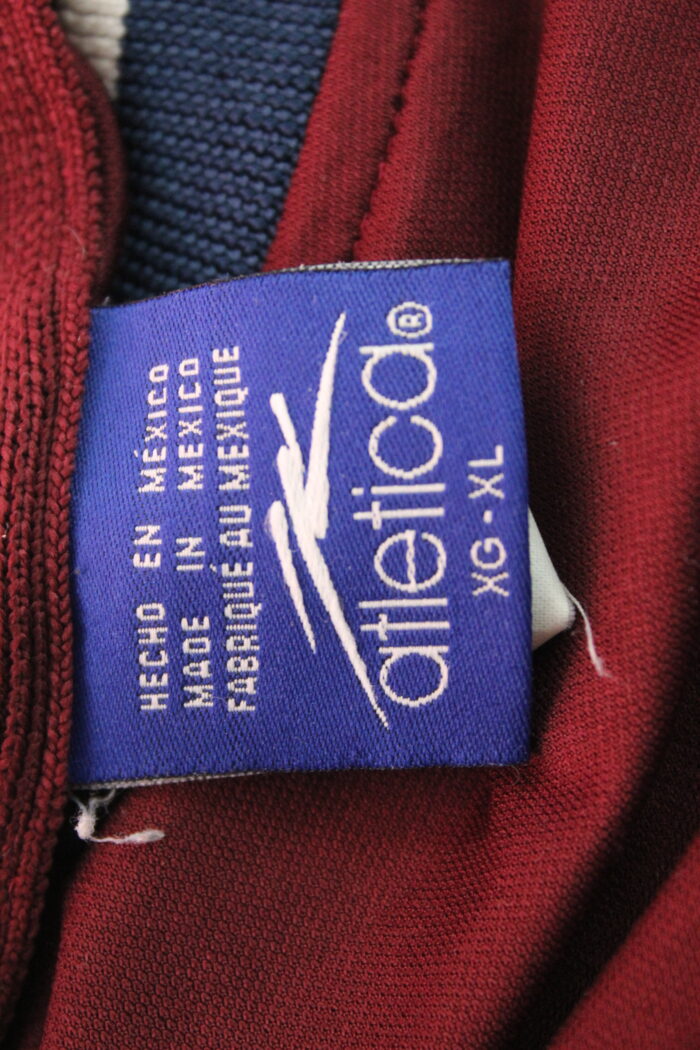 HECHO EN MÉXICO
MADE IN MEXICO
FABRIQUÉ AU MEXIQUE
atletica®
XG-XL